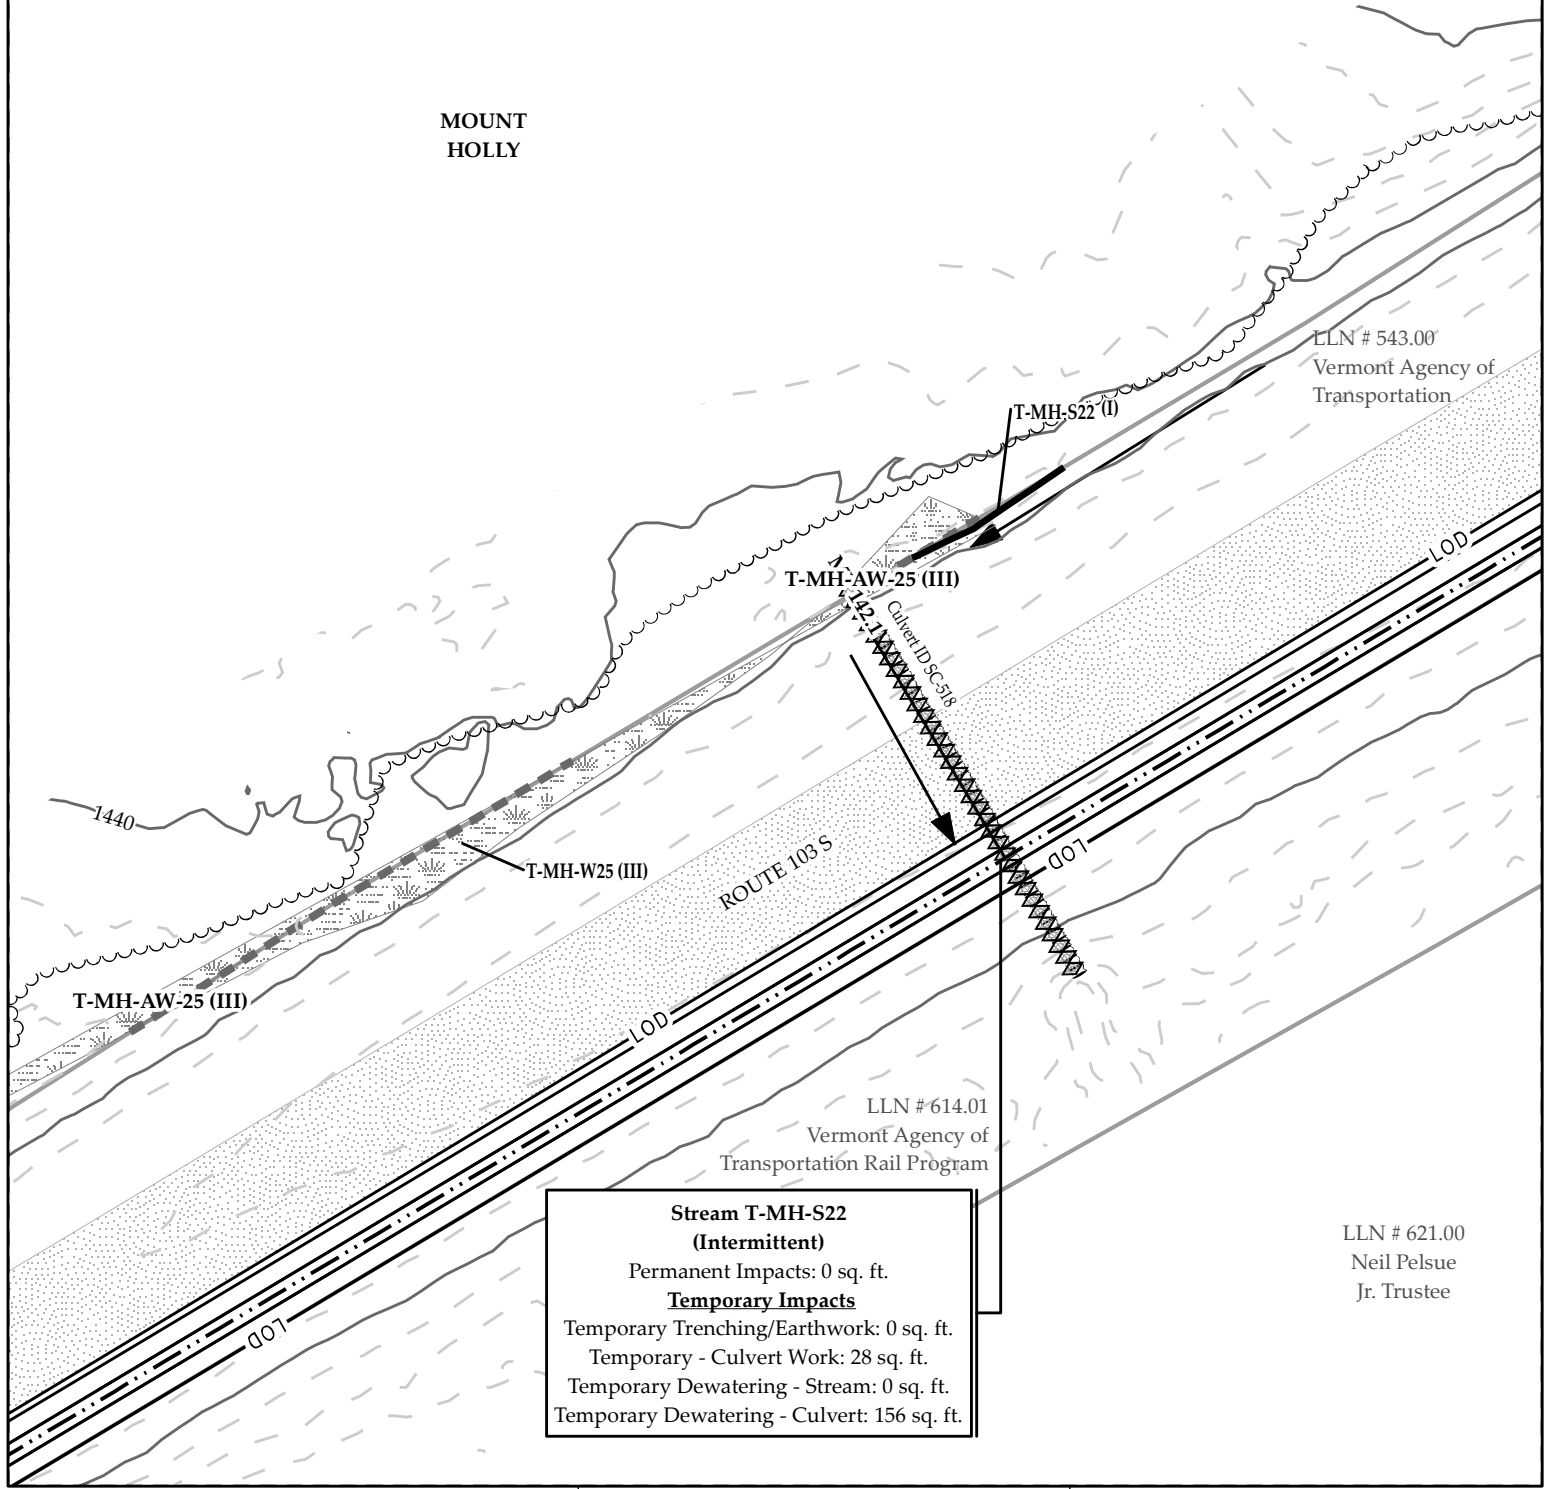 MOUNT
HOLLY
LLN # 543.00
Vermont Agency of
Transportation
T-MH-S22 (I)
LOD
T-MH-AW-25 (III)
142.1
Culvert ID SC-518
1440
LOD
ROUTE 103 S
T-MH-W25 (III)
T-MH-AW-25 (III)
LOD
LLN # 614.01
Vermont Agency of
Transportation Rail Program
Stream T-MH-S22
(Intermittent)
Permanent Impacts: 0 sq. ft.
Temporary Impacts
Temporary Trenching/Earthwork: 0 sq. ft.
Temporary - Culvert Work: 28 sq. ft.
Temporary Dewatering - Stream: 0 sq. ft.
Temporary Dewatering - Culvert: 156 sq. ft.
LLN # 621.00
Neil Pelsue
Jr. Trustee
LOD